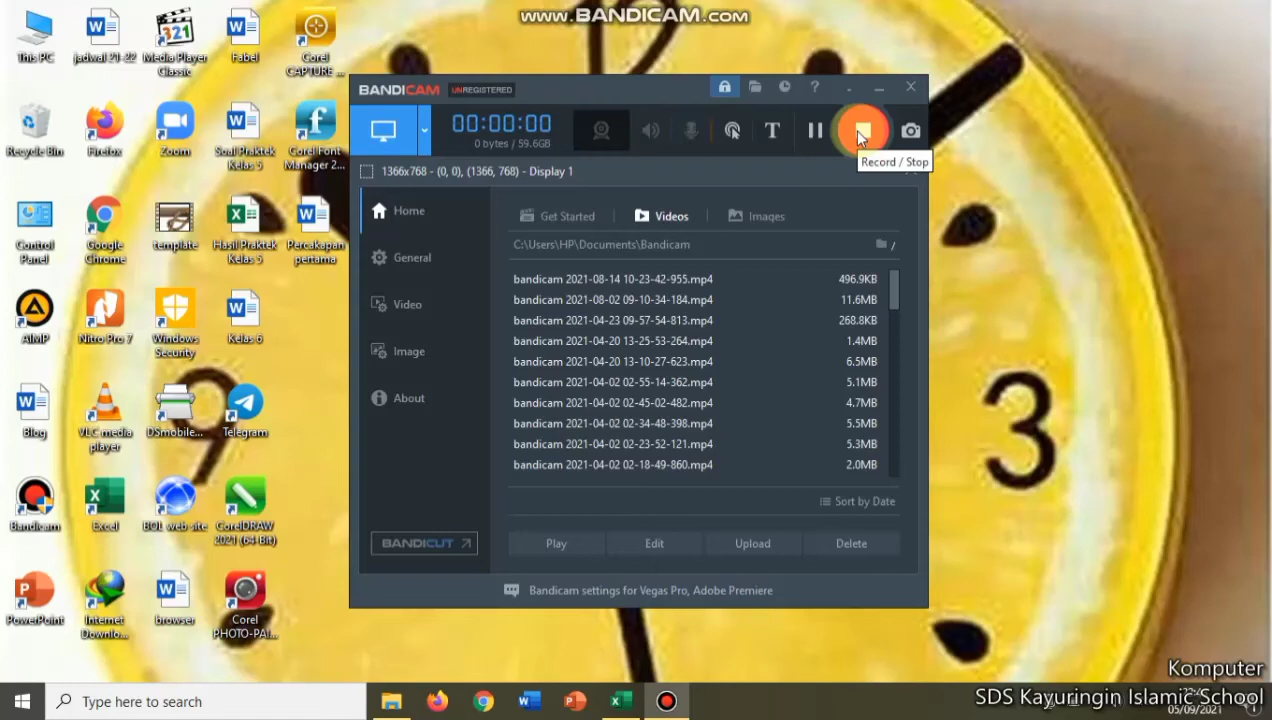 www.BANDICAM.com
This PC
jadwal 21-22
Media Player Classic
Fabel
Corel CAPTURE ...
Recycle Bin
Firefox
Zoom
Soal Praktek Kelas 5
Corel Font Manager 2...
Control Panel
Google Chrome
template
Hasil Praktek Kelas 5
Percakapan pertama
AIMP
Nitro Pro 7
Windows Security
Kelas 6
Blog
VLC media player
DSmobile...
Telegram
Bandicam
Excel
BOL web site
CorelDRAW 2021 (64-Bit)
PowerPoint
Internet Downlo...
Browser
Corel PHOTO-PAI...
BANDICAM UNREGISTERED
00:00:00
0 bytes / 59.6GB
Record / Stop
1366x768 - (0, 0), (1366, 768) - Display 1
Home
General
Video
Image
About
BANDICUT
Get Started
Videos
Images
C:\Users\HP\Documents\Bandicam
bandicam 2021-08-14 10-23-42-955.mp4 496.9KB
bandicam 2021-08-02 09-10-34-184.mp4 11.6MB
bandicam 2021-04-23 09-57-54-813.mp4 268.8KB
bandicam 2021-04-20 13-25-53-264.mp4 1.4MB
bandicam 2021-04-20 13-10-27-623.mp4 6.5MB
bandicam 2021-04-02 02-55-14-362.mp4 5.1MB
bandicam 2021-04-02 02-45-02-482.mp4 4.7MB
bandicam 2021-04-02 02-34-48-398.mp4 5.5MB
bandicam 2021-04-02 02-23-52-121.mp4 5.3MB
bandicam 2021-04-02 02-18-49-860.mp4 2.0MB
Sort by Date
Play Edit Upload Delete
Bandicam settings for Vegas Pro, Adobe Premiere
12
3
9
Komputer
SDS Kayuringin Islamic School
Type here to search
05/09/2021